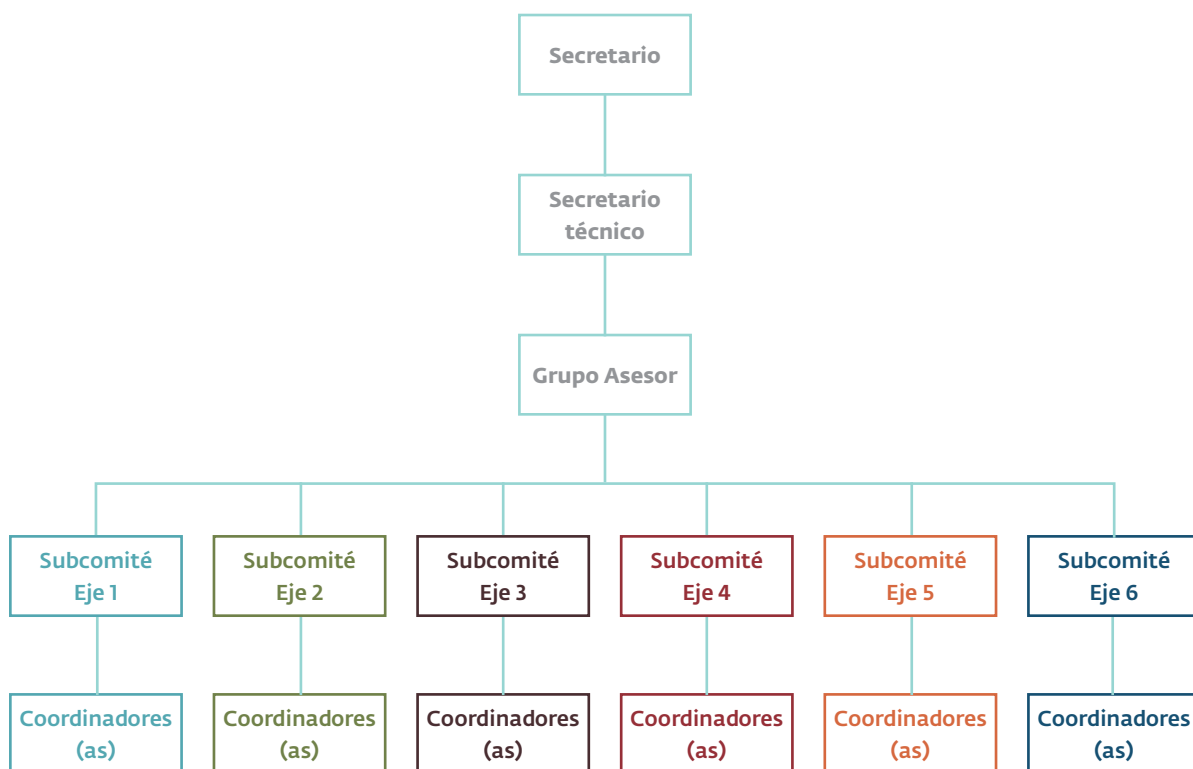 Secretario
Secretario
técnico
Grupo Asesor
Subcomité
Eje 1
Subcomité
Eje 2
Subcomité
Eje 3
Subcomité
Eje 4
Subcomité
Eje 5
Subcomité
Eje 6
Coordinadores
(as)
Coordinadores
(as)
Coordinadores
(as)
Coordinadores
(as)
Coordinadores
(as)
Coordinadores
(as)